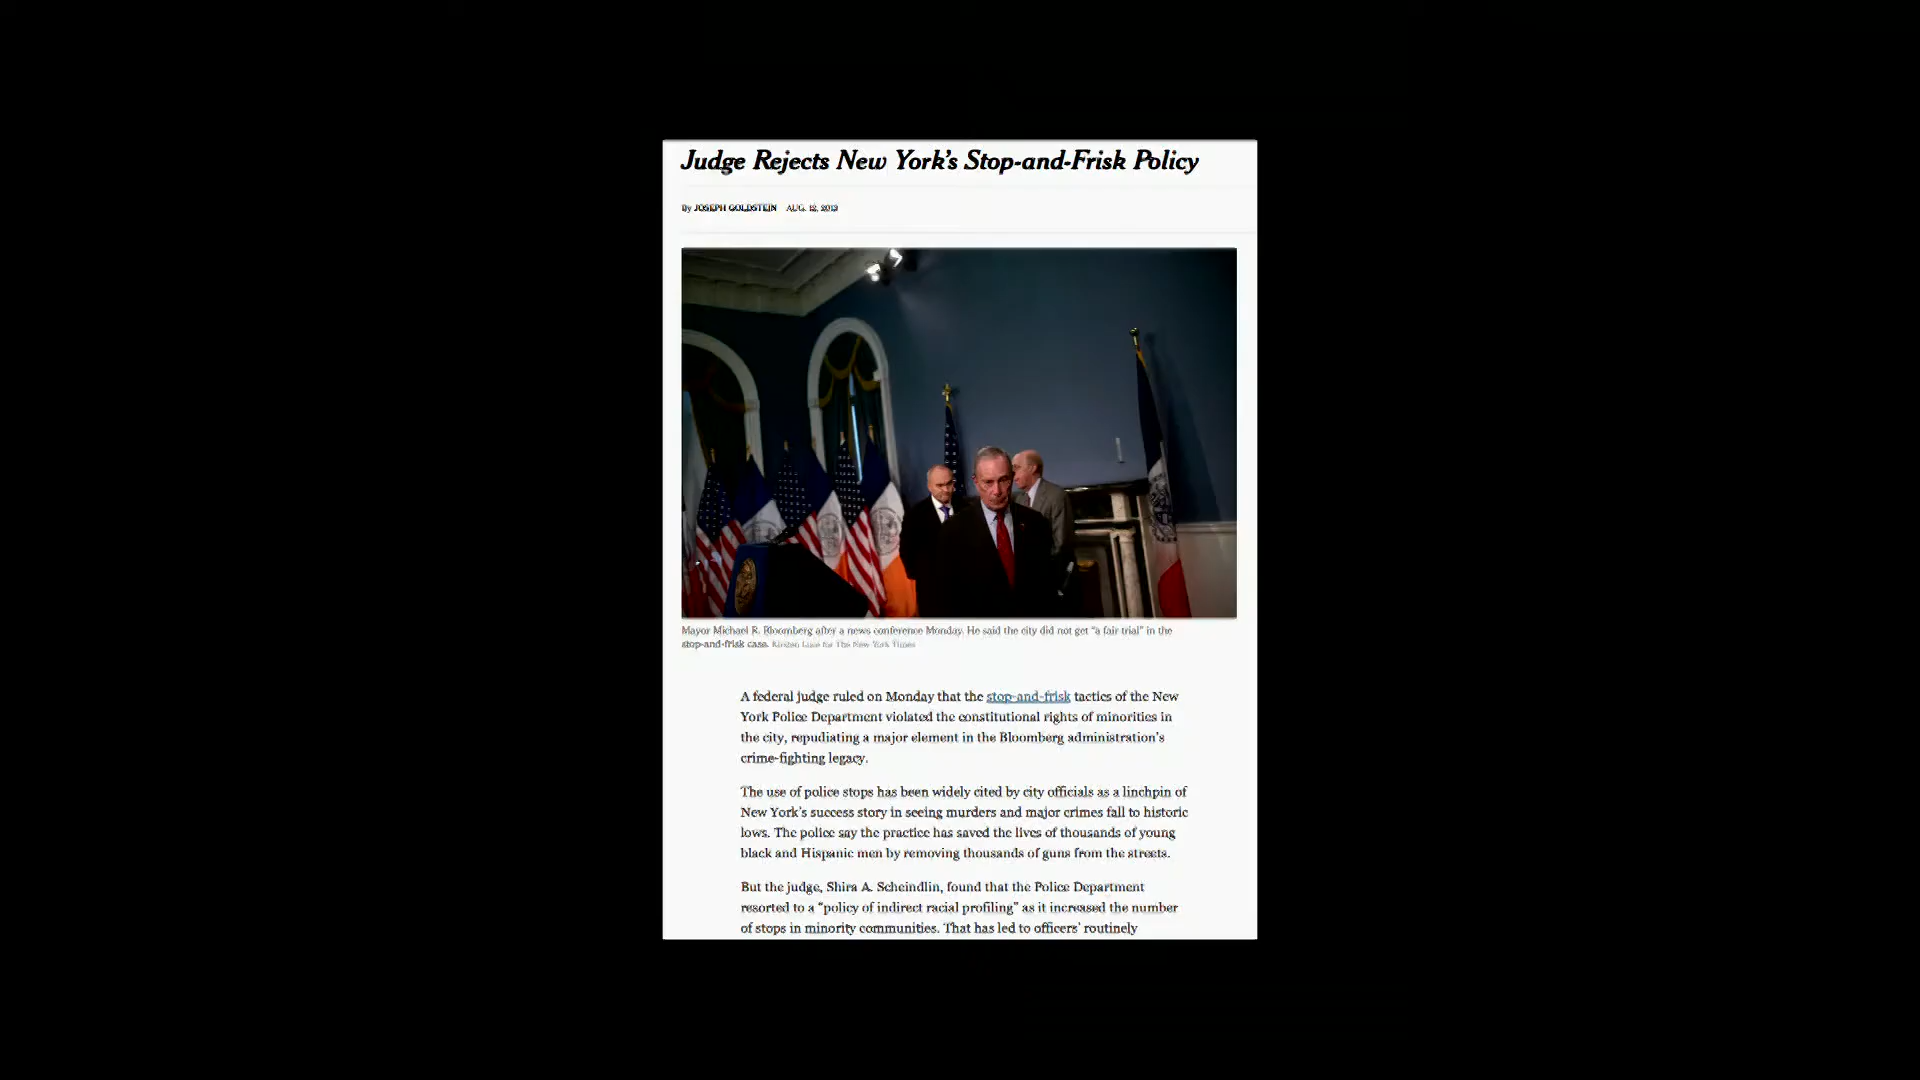 Judge Rejects New York's Stop-and-Frisk Policy
By JOSEPH GOLDSTEIN AUG. 12, 2013
Mayor Michael R. Bloomberg after a news conference Monday. He said the city did not get “a fair trial” in the
stop-and-frisk case. Kirsten Luce for The New York Times
A federal judge ruled on Monday that the stop-and-frisk tactics of the New
York Police Department violated the constitutional rights of minorities in
the city, repudiating a major element in the Bloomberg administration's
crime-fighting legacy.
The use of police stops has been widely cited by city officials as a linchpin of
New York's success story in seeing murders and major crimes fall to historic
lows. The police say the practice has saved the lives of thousands of young
black and Hispanic men by removing thousands of guns from the streets.
But the judge, Shira A. Scheindlin, found that the Police Department
resorted to a “policy of indirect racial profiling” as it increased the number
of stops in minority communities. That has led to officers' routinely